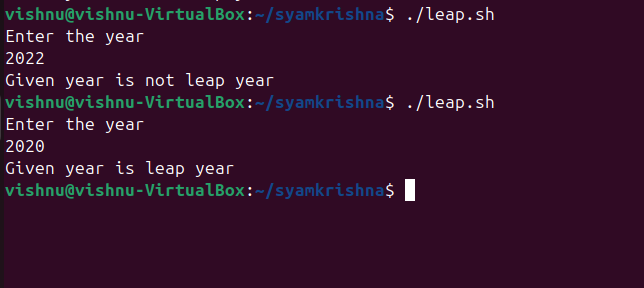 vishnu@vishnu-VirtualBox:~/syamkrishna$ ./leap.sh
Enter the year
2022
Given year is not leap year
vishnu@vishnu-VirtualBox:~/syamkrishna$ ./leap.sh
Enter the year
2020
Given year is leap year
vishnu@vishnu-VirtualBox:~/syamkrishna$